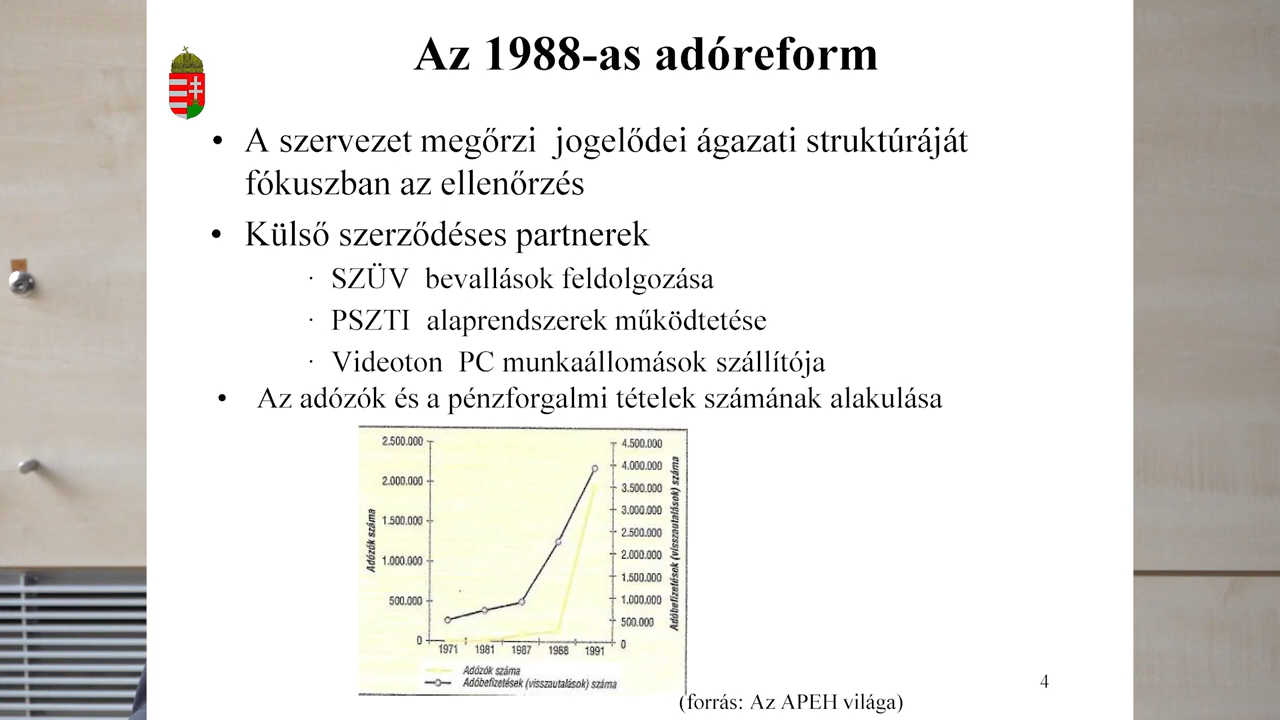 Az 1988-as adóreform
• A szervezet megőrzi jogelődei ágazati struktúráját
fókuszban az ellenőrzés
• Külső szerződéses partnerek
· SZÜV bevallások feldolgozása
· PSZTI alaprendszerek működtetése
· Videoton PC munkaállomások szállítója
• Az adózók és a pénzforgalmi tételek számának alakulása
Adózók száma
2.500.000
2.000.000
1.500.000
1.000.000
500.000
0
4.500.000
4.000.000
3.500.000
3.000.000
2.500.000
2.000.000
1.500.000
1.000.000
500.000
0
Adóbefizetések (visszautalások) száma
1971 1981 1987 1988 1991
Adózók száma
Adóbefizetések (visszautalások) száma
(forrás: Az APEH világa)
4